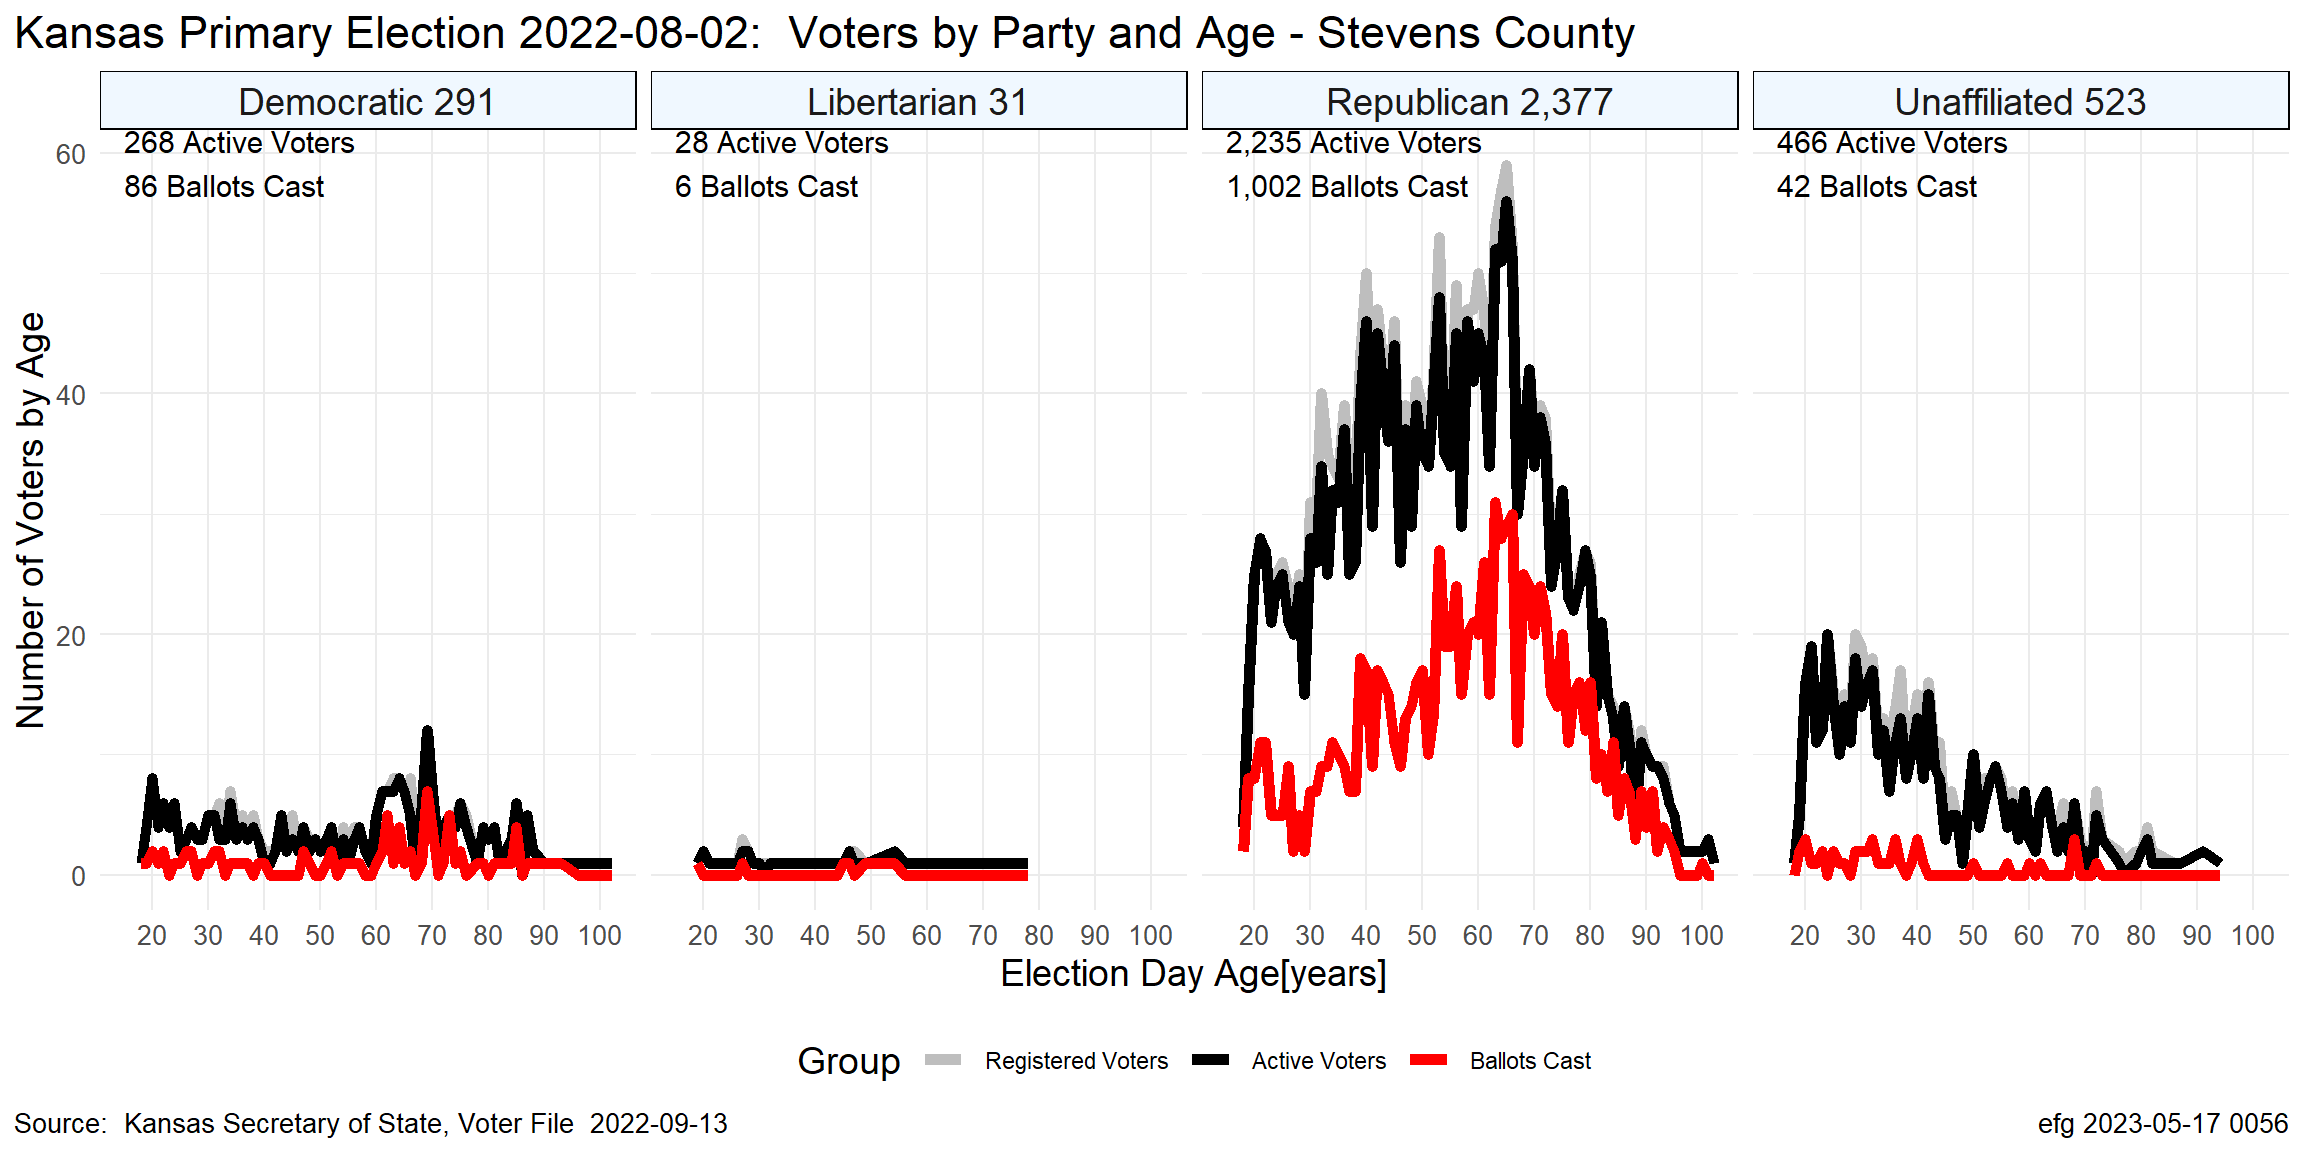 Kansas Primary Election 2022-08-02:  Voters by Party and Age - Stevens County
Democratic 291
Libertarian 31
Republican 2,377
Unaffiliated 523
268 Active Voters
86 Ballots Cast
28 Active Voters
6 Ballots Cast
2,235 Active Voters
1,002 Ballots Cast
466 Active Voters
42 Ballots Cast
Number of Voters by Age
60
40
20
0
20 30 40 50 60 70 80 90 100
20 30 40 50 60 70 80 90 100
20 30 40 50 60 70 80 90 100
20 30 40 50 60 70 80 90 100
Election Day Age[years]
Group Registered Voters Active Voters Ballots Cast
Source:  Kansas Secretary of State, Voter File  2022-09-13
efg 2023-05-17 0056